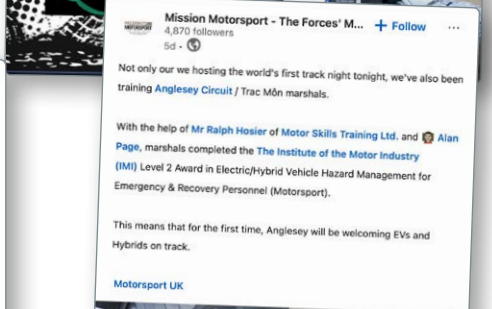 Mission Motorsport - The Forces' M... + Follow ...
MISSION MOTORSPORT
4,870 followers
5d •
Not only our we hosting the world's first track night tonight, we've also been
training Anglesey Circuit / Trac Môn marshals.
With the help of Mr Ralph Hosier of Motor Skills Training Ltd. and Alan
Page, marshals completed the The Institute of the Motor Industry
(IMI) Level 2 Award in Electric/Hybrid Vehicle Hazard Management for
Emergency & Recovery Personnel (Motorsport).
This means that for the first time, Anglesey will be welcoming EVs and
Hybrids on track.
Motorsport UK